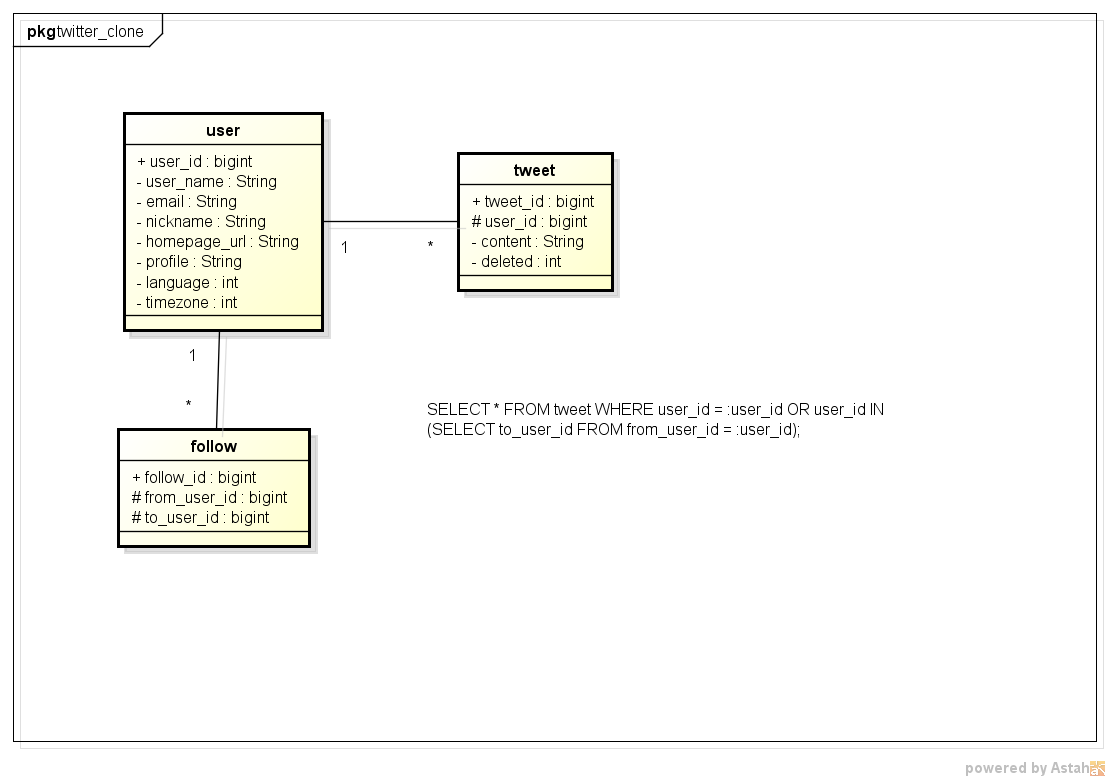 pkg twitter_clone
user
+ user_id : bigint
- user_name : String
- email : String
- nickname : String
- homepage_url : String
- profile : String
- language : int
- timezone : int
tweet
+ tweet_id : bigint
# user_id : bigint
- content : String
- deleted : int
1
*
1
*
follow
+ follow_id : bigint
# from_user_id : bigint
# to_user_id : bigint
SELECT * FROM tweet WHERE user_id = :user_id OR user_id IN
(SELECT to_user_id FROM from_user_id = :user_id);
powered by Astah